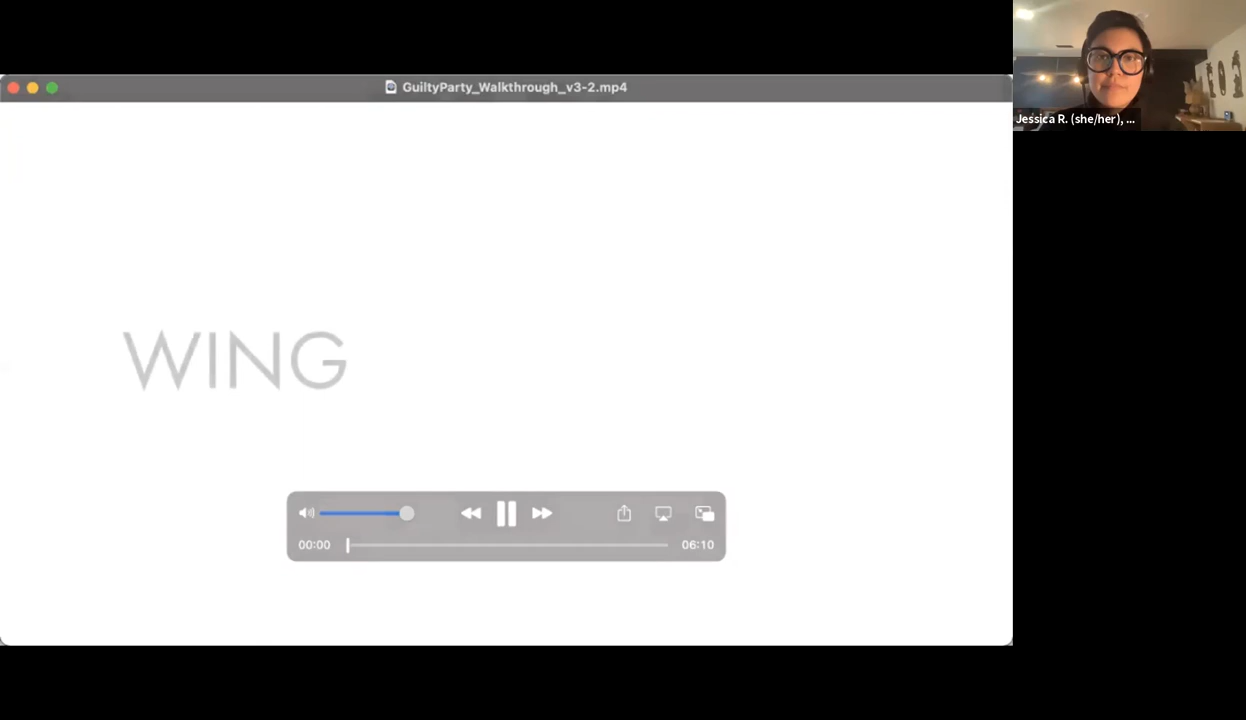 GuiltyParty_Walkthrough_v3-2.mp4
Jessica R. (she/her), ...
WING
00:00
06:10